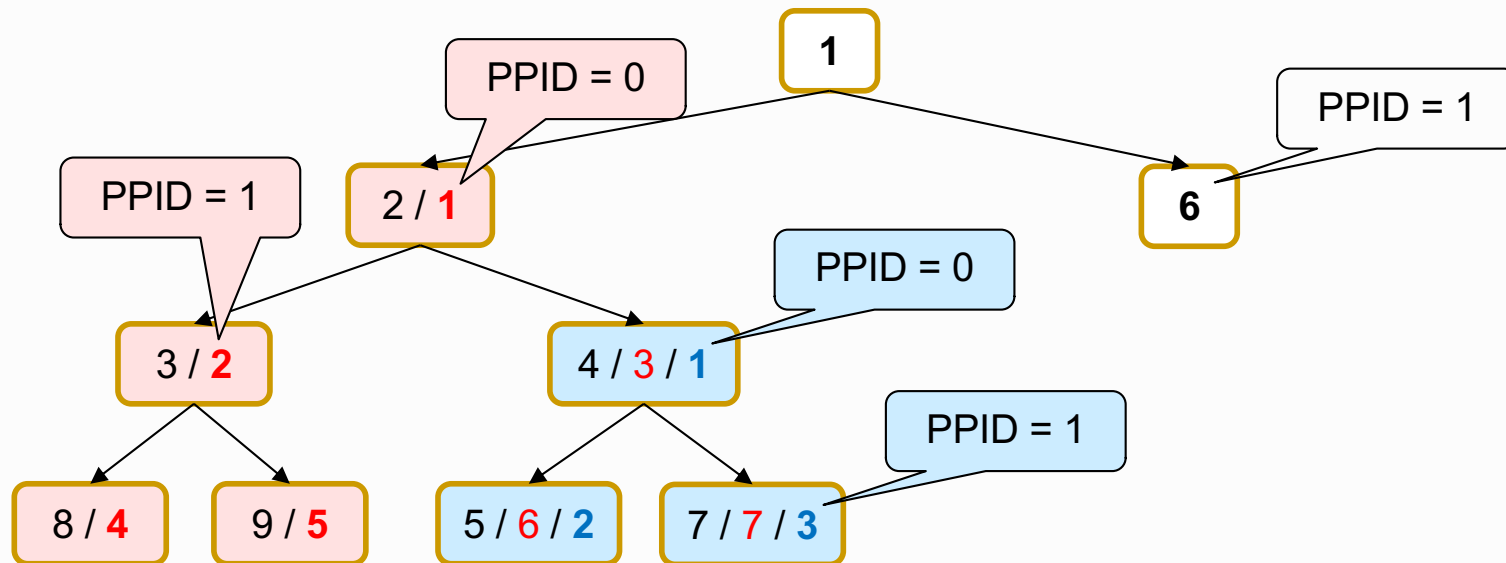 1
PPID = 0
PPID = 1
PPID = 1
2 / 1
6
PPID = 0
3 / 2
4 / 3 / 1
PPID = 1
8 / 4
9 / 5
5 / 6 / 2
7 / 7 / 3